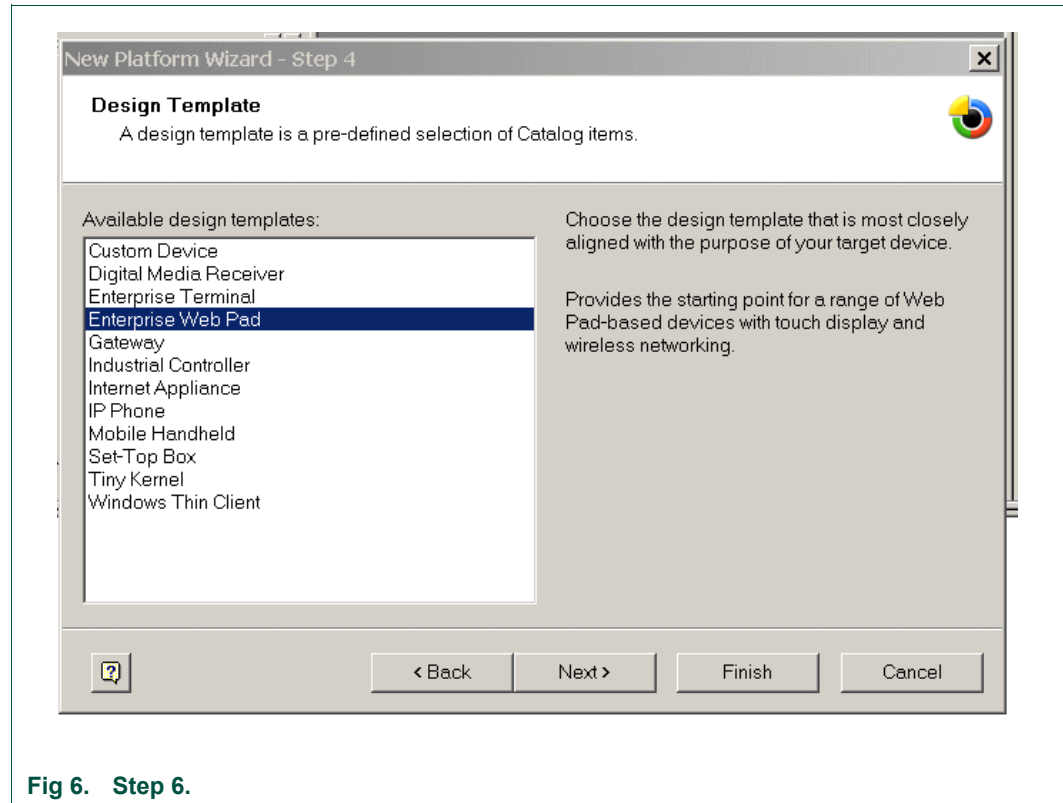 New Platform Wizard - Step 4
Design Template
A design template is a pre-defined selection of Catalog items.
Available design templates:
Custom Device
Digital Media Receiver
Enterprise Terminal
Enterprise Web Pad
Gateway
Industrial Controller
Internet Appliance
IP Phone
Mobile Handheld
Set-Top Box
Tiny Kernel
Windows Thin Client
Choose the design template that is most closely
aligned with the purpose of your target device.
Provides the starting point for a range of Web
Pad-based devices with touch display and
wireless networking.
< Back
Next >
Finish
Cancel
Fig 6. Step 6.